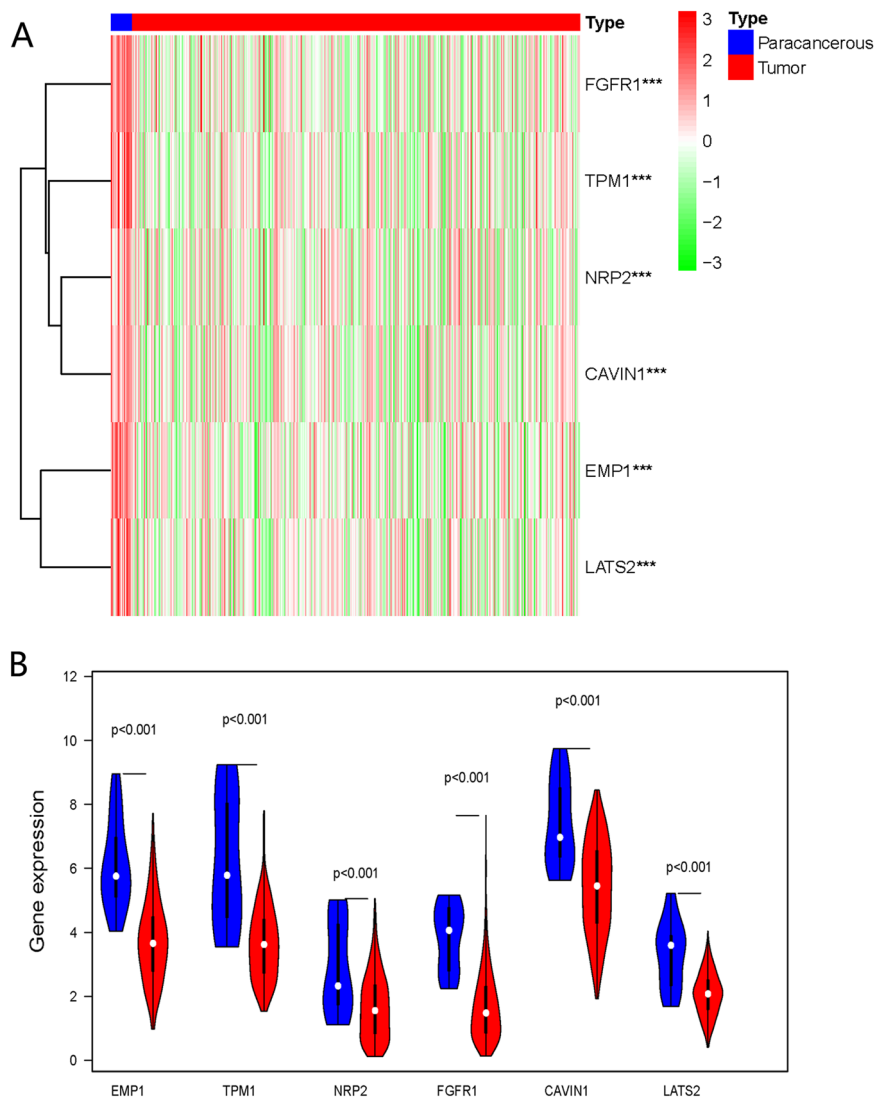 A
Type
FGFR1***
TPM1***
NRP2***
CAVIN1***
EMP1***
LATS2***
3
2
1
0
−1
−2
−3
Type
Paracancerous
Tumor
B
Gene expression
12
10
8
6
4
2
0
p<0.001
p<0.001
p<0.001
p<0.001
p<0.001
p<0.001
EMP1
TPM1
NRP2
FGFR1
CAVIN1
LATS2